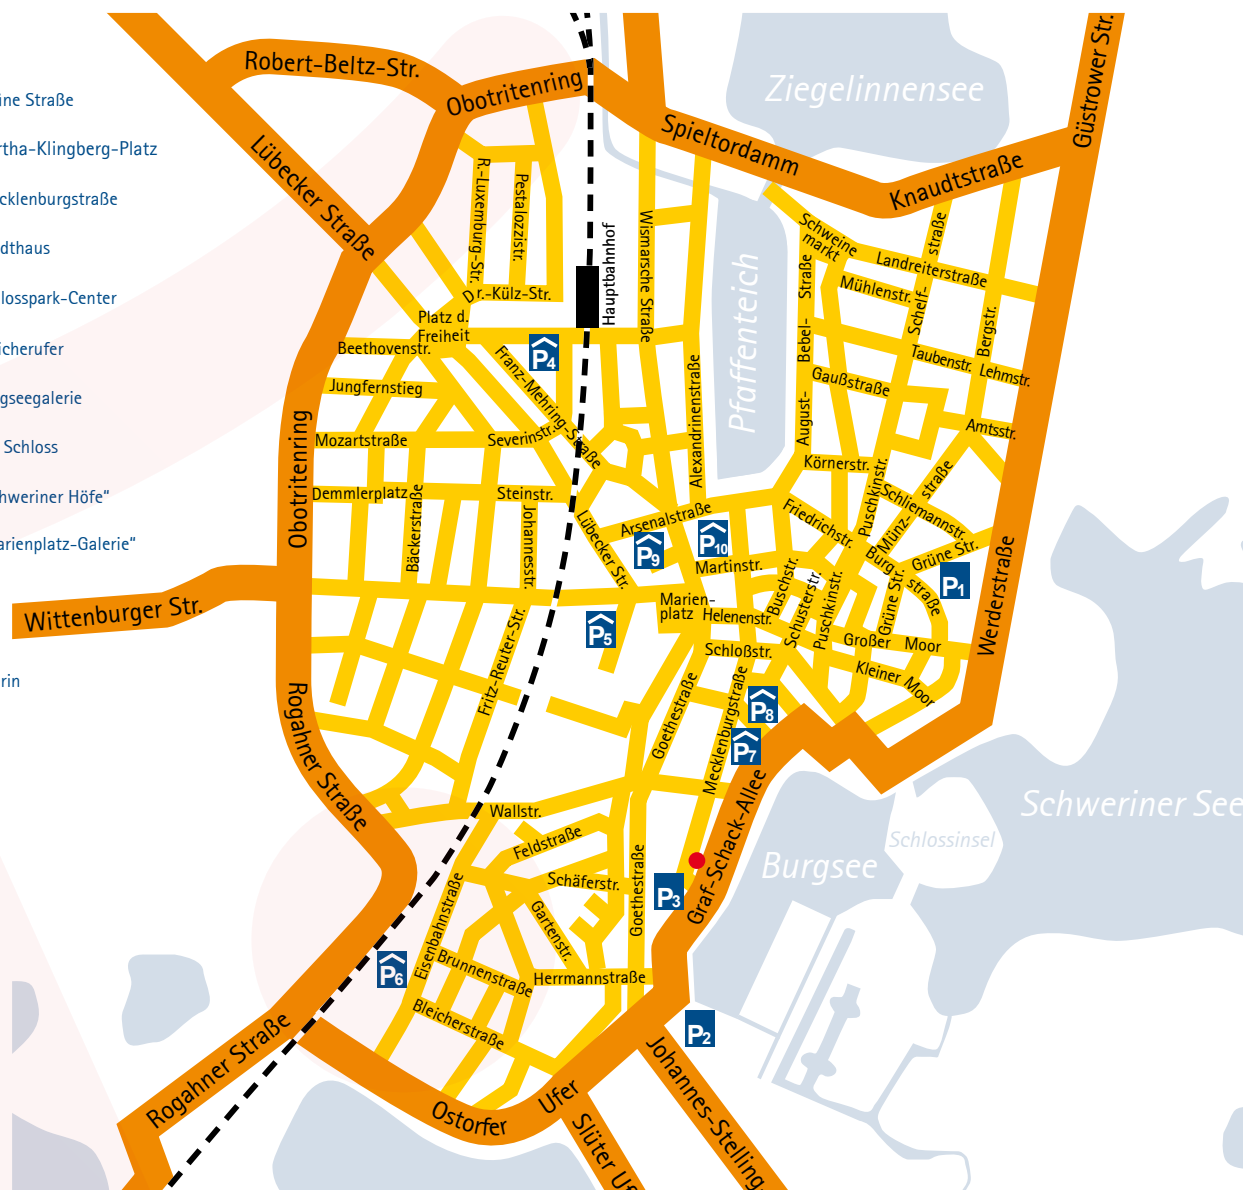 ine Straße
rtha-Klingberg-Platz
cklenburgstraße
dthaus
losspark-Center
icherufer
gseegalerie
Schloss
hweriner Höfe“
arienplatz-Galerie“
rin
Robert-Beltz-Str.
Obotritenring
Lübecker Straße
Spieltordamm
Ziegelinnensee
Knaudtstraße
Güstrower Str.
R.-Luxemburg-Str.
Pestalozzistr.
Dr.-Külz-Str.
Hauptbahnhof
Wismarsche Straße
Pfaffenteich
Schweine
markt
Landreiterstraße
Mühlenstr.
Schelf-
straße
Bergstr.
Taubenstr.
Lehmstr.
Gaußstraße
Amtsstr.
August-
Bebel-
Straße
Platz d.
Freiheit
Beethovenstr.
Jungfernstieg
Franz-Mehring-Straße
P4
Alexandrinenstraße
Obotritenring
Mozartstraße
Severinstr.
Demmlerplatz
Bäckerstraße
Steinstr.
Johannesstr.
Lübecker Str.
Arsenalstraße
P9
P10
Martinstr.
Körnerstr.
Puschkinstr.
Schliemannstr.
Münz-
straße
Friedrichstr.
Burg-
straße
Grüne Str.
Grüne Str.
P1
Werderstraße
Wittenburger Str.
Marien-
platz
Helenenstr.
Buschstr.
Schusterstr.
Puschkinstr.
Großer Moor
Kleiner Moor
Schloßstr.
P5
Fritz-Reuter-Str.
Goethestraße
Mecklenburgstraße
P8
P7
Rogahner Straße
Wallstr.
Feldstraße
Schäferstr.
Gartenstr.
Goethestraße
P3
Graf-Schack-Allee
Burgsee
Schlossinsel
Schweriner See
Eisenbahnstraße
P6
Brunnenstraße
Herrmannstraße
Bleicherstraße
P2
Rogahner Straße
Ostorfer
Ufer
Johannes-Stelling
Slüter Uf